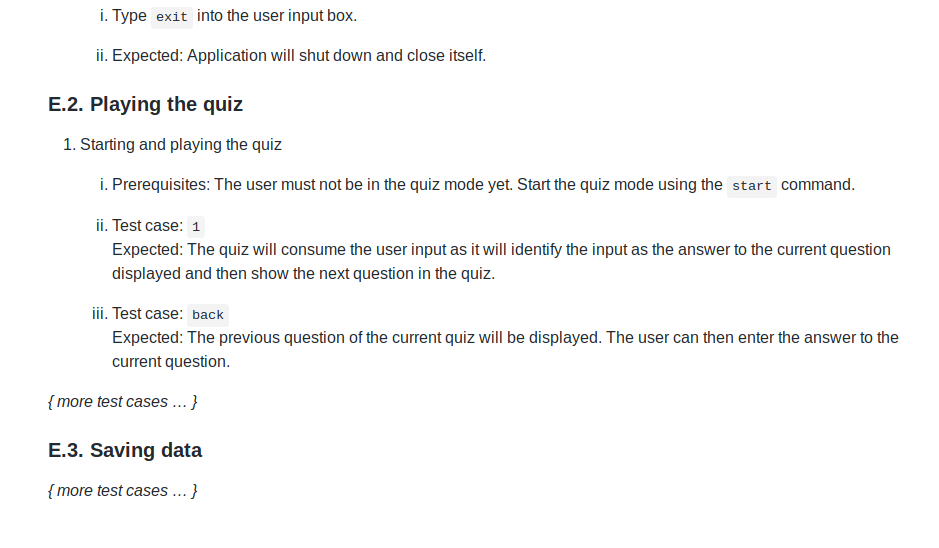 i. Type exit into the user input box.
ii. Expected: Application will shut down and close itself.
E.2. Playing the quiz
1. Starting and playing the quiz
i. Prerequisites: The user must not be in the quiz mode yet. Start the quiz mode using the start command.
ii. Test case: 1
Expected: The quiz will consume the user input as it will identify the input as the answer to the current question
displayed and then show the next question in the quiz.
iii. Test case: back
Expected: The previous question of the current quiz will be displayed. The user can then enter the answer to the
current question.
{ more test cases … }
E.3. Saving data
{ more test cases … }